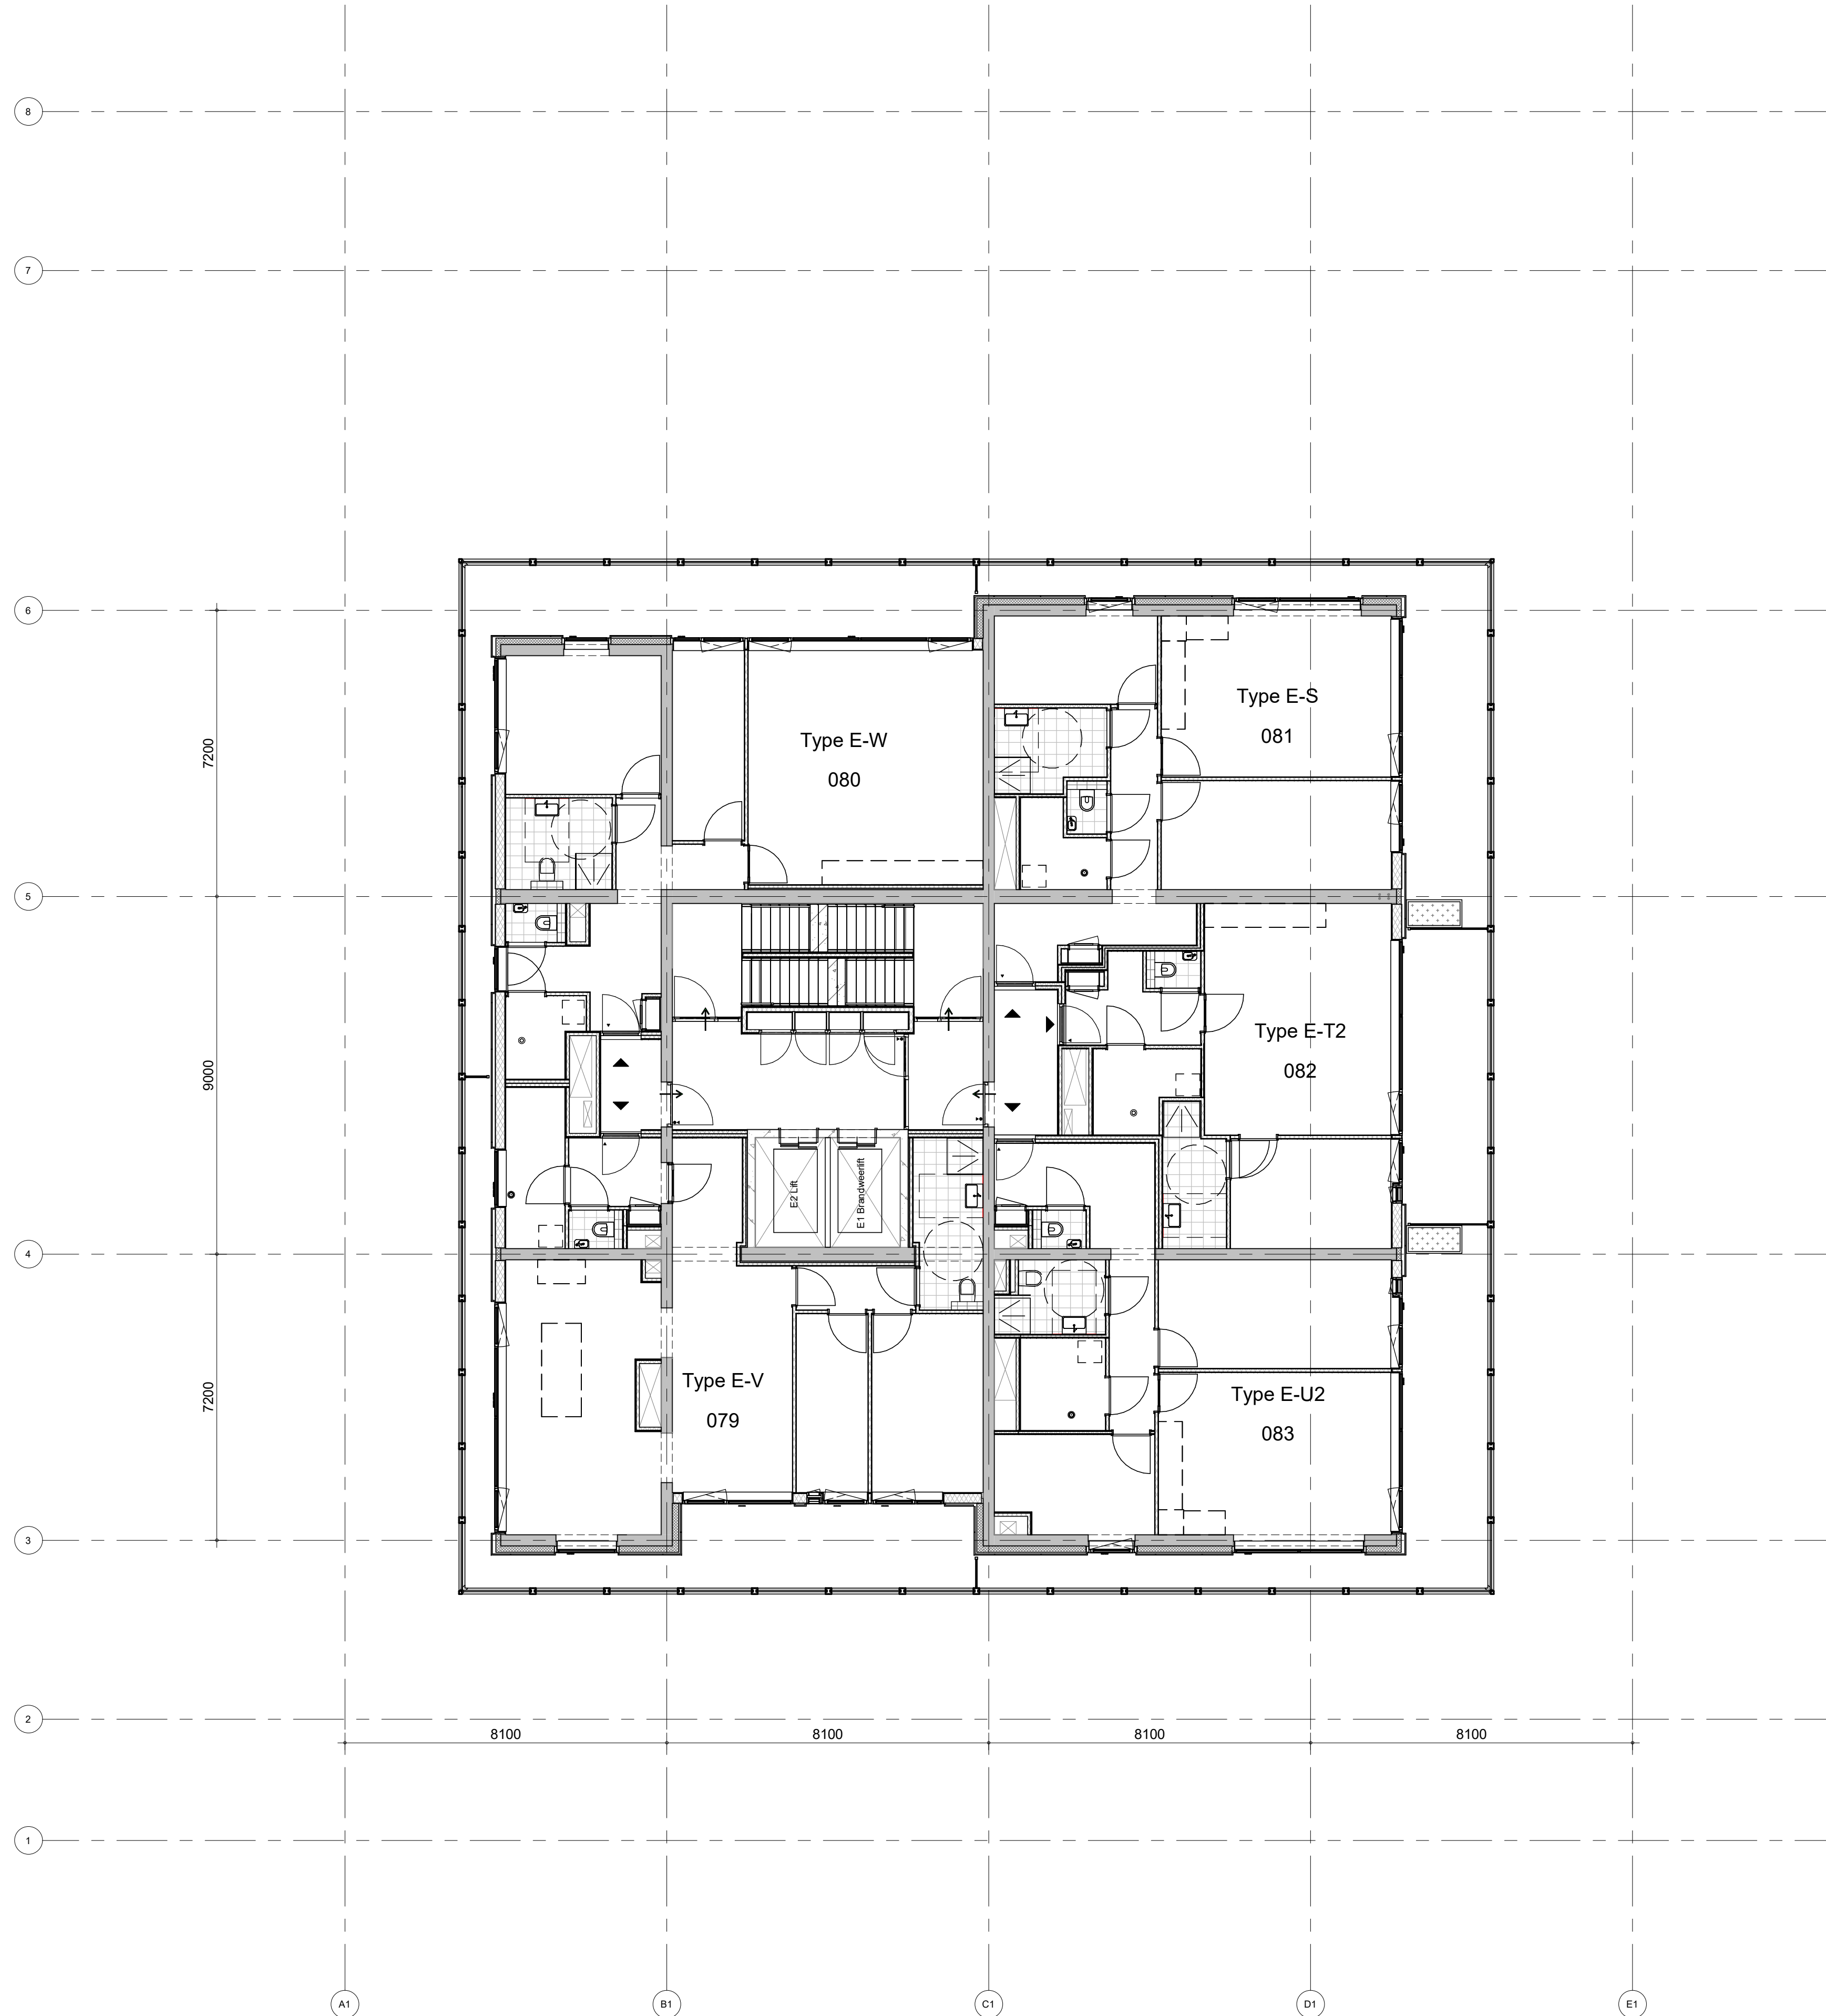 8
7
6
7200
Type E-S
081
Type E-W
080
5
9000
Type E-T2
082
E2 Lift
E1 Brandweerlift
4
7200
Type E-V
079
Type E-U2
083
3
2
8100
8100
8100
8100
1
A1
B1
C1
D1
E1